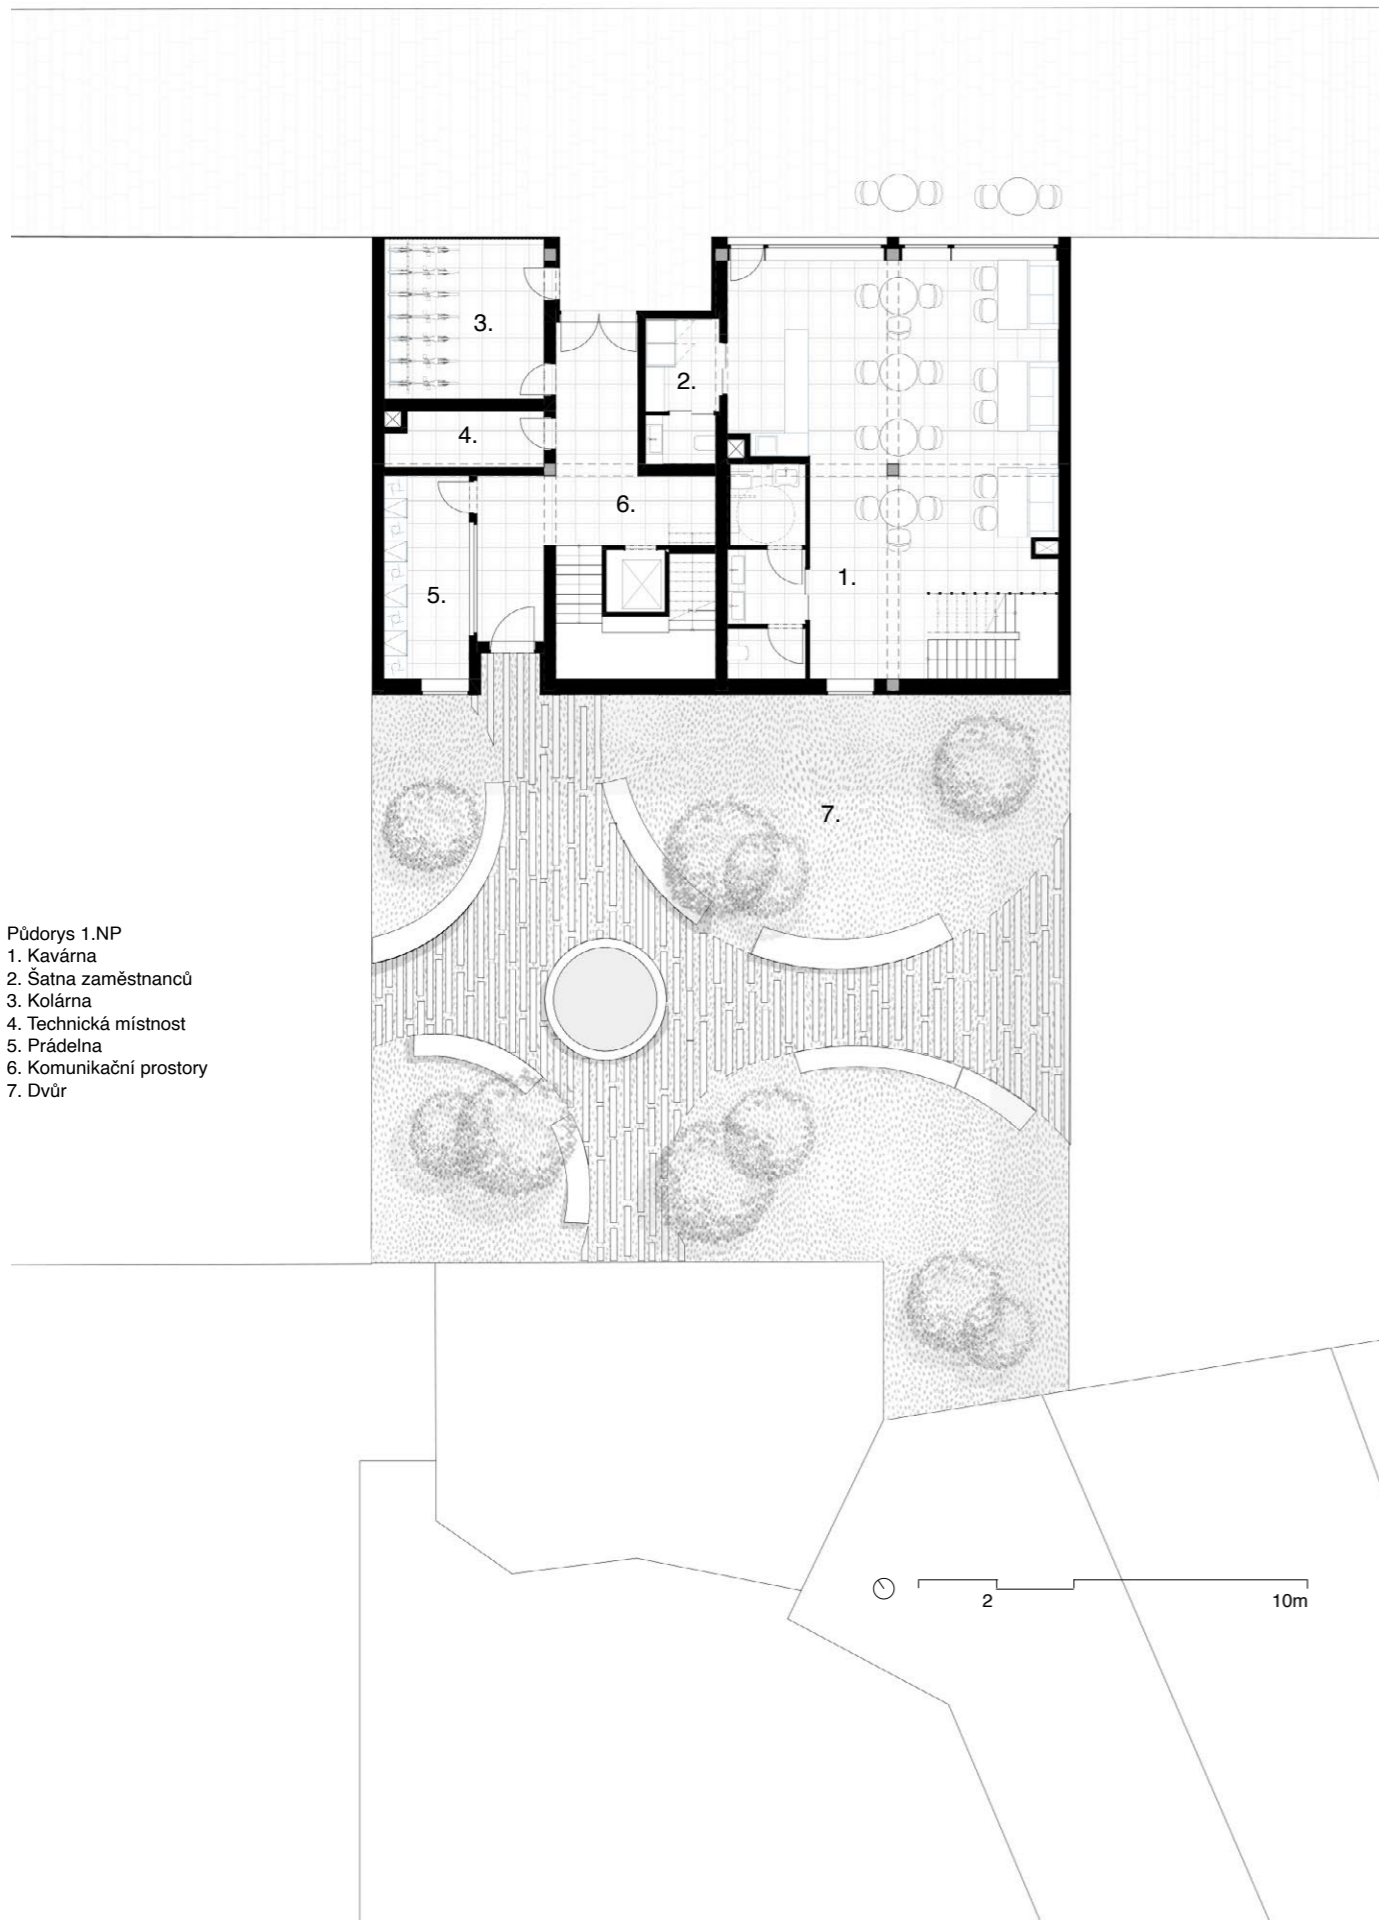 3.
2.
4.
6.
5.
1.
7.
Půdorys 1.NP
1. Kavárna
2. Šatna zaměstnanců
3. Kolárna
4. Technická místnost
5. Prádelna
6. Komunikační prostory
7. Dvůr
2 10m